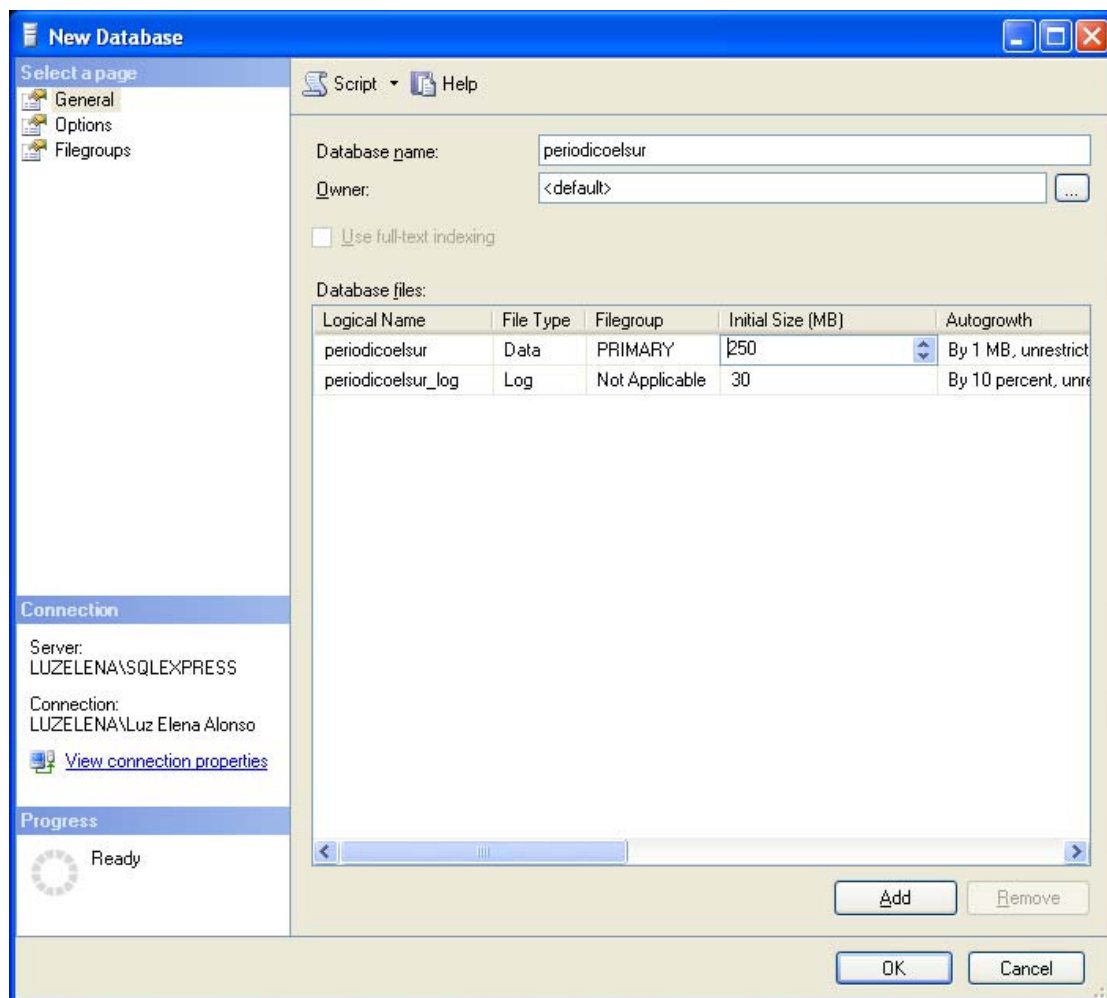 New Database
Select a page
General
Options
Filegroups
Script Help
Database name: periodicoelsur
Owner: <default> ...
Use full-text indexing
Database files:
Logical Name File Type Filegroup Initial Size (MB) Autogrowth
periodicoelsur Data PRIMARY 250 By 1 MB, unrestrict
periodicoelsur_log Log Not Applicable 30 By 10 percent, unre
Connection
Server:
LUZELENA\SQLEXPRESS
Connection:
LUZELENA\Luz Elena Alonso
View connection properties
Progress
Ready
Add Remove
OK Cancel